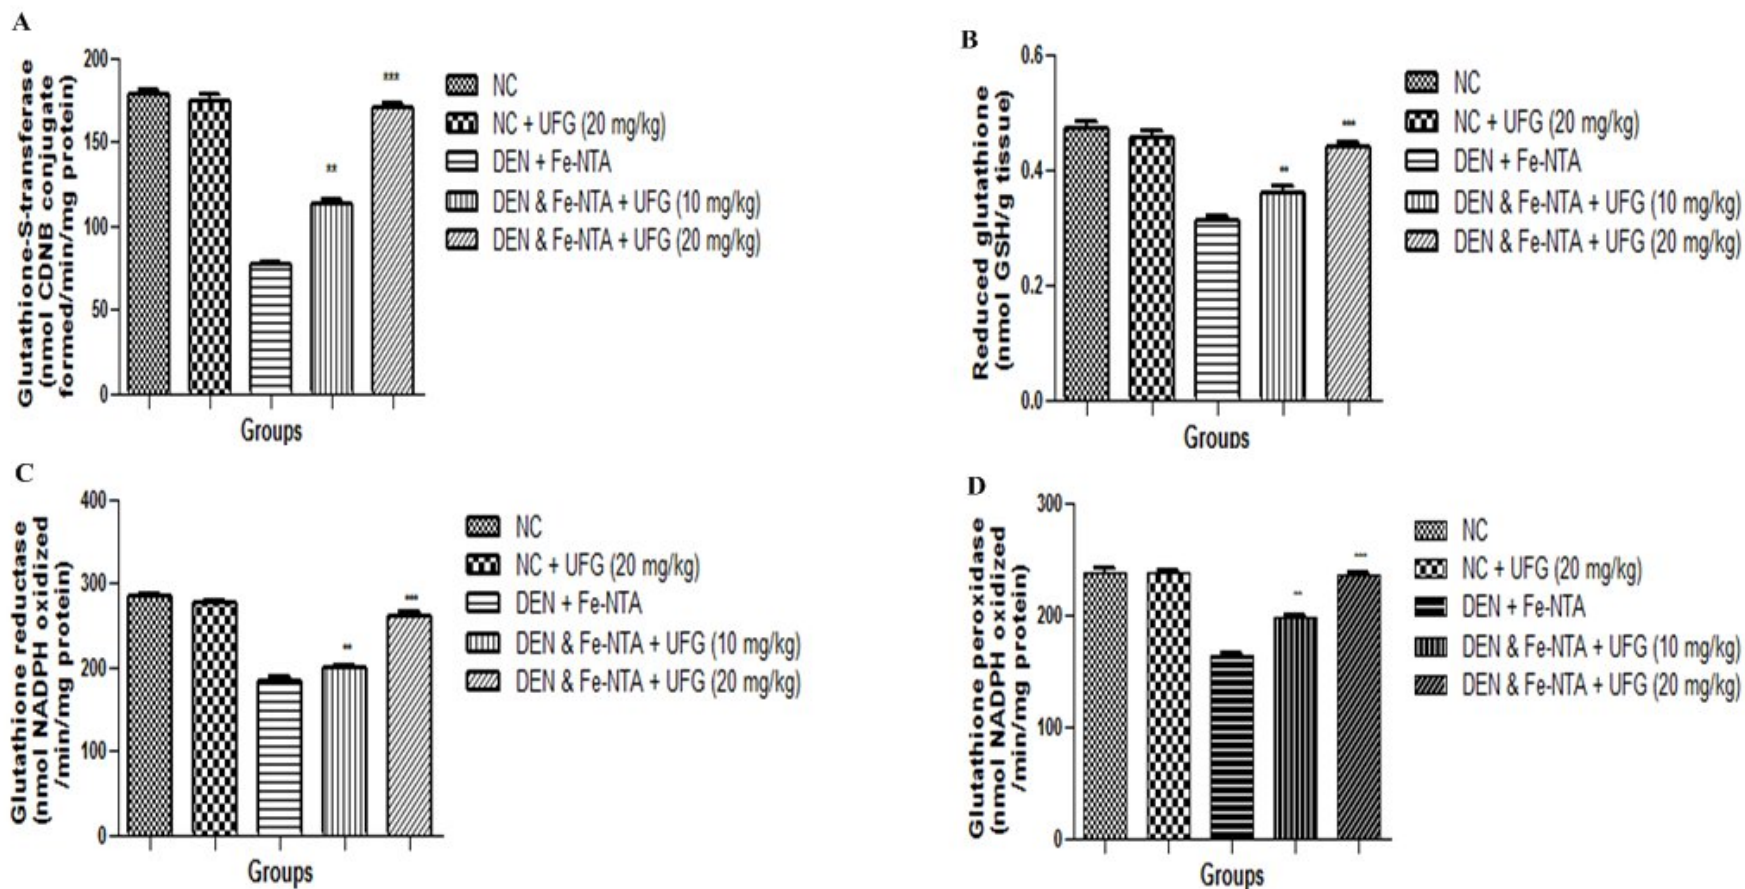 A
Glutathione-S-transferase
(nmol CDNB conjugate
formed/min/mg protein)
200
150
100
50
0
**
***
Groups
NC
NC + UFG (20 mg/kg)
DEN + Fe-NTA
DEN & Fe-NTA + UFG (10 mg/kg)
DEN & Fe-NTA + UFG (20 mg/kg)
B
Reduced glutathione
(nmol GSH/g tissue)
0.6
0.4
0.2
0.0
**
***
Groups
NC
NC + UFG (20 mg/kg)
DEN + Fe-NTA
DEN & Fe-NTA + UFG (10 mg/kg)
DEN & Fe-NTA + UFG (20 mg/kg)
C
Glutathione reductase
(nmol NADPH oxidized
/min/mg protein)
400
300
200
100
0
**
***
Groups
NC
NC + UFG (20 mg/kg)
DEN + Fe-NTA
DEN & Fe-NTA + UFG (10 mg/kg)
DEN & Fe-NTA + UFG (20 mg/kg)
D
Glutathione peroxidase
(nmol NADPH oxidized
/min/mg protein)
300
200
100
0
**
***
Groups
NC
NC + UFG (20 mg/kg)
DEN + Fe-NTA
DEN & Fe-NTA + UFG (10 mg/kg)
DEN & Fe-NTA + UFG (20 mg/kg)